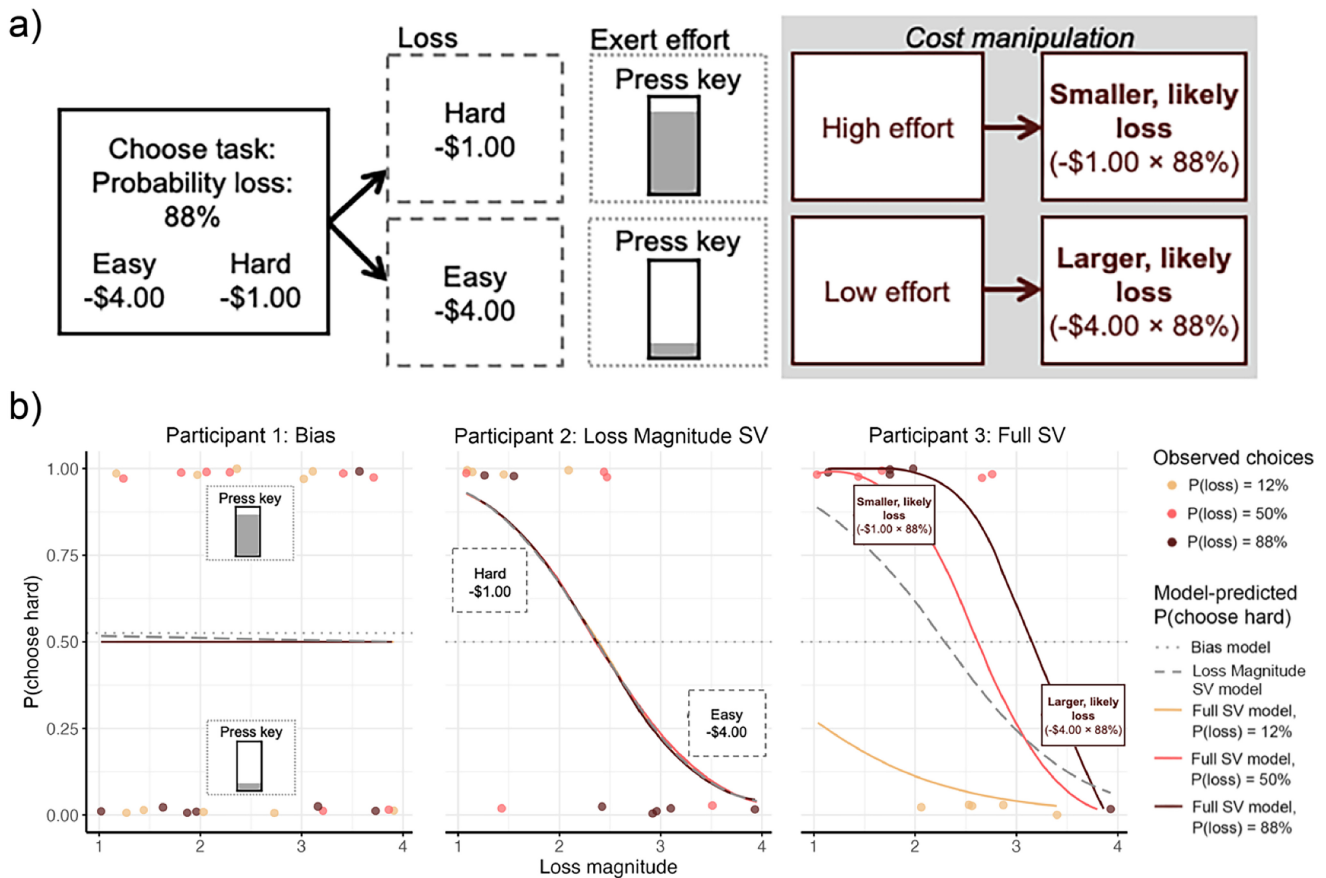 a)
Choose task:
Probability loss:
88%
Easy Hard
-$4.00 -$1.00
Loss
Hard
-$1.00
Easy
-$4.00
Exert effort
Press key
Press key
Cost manipulation
High effort
Smaller, likely
loss
(-$1.00 × 88%)
Low effort
Larger, likely
loss
(-$4.00 × 88%)
b)
Participant 1: Bias
Participant 2: Loss Magnitude SV
Participant 3: Full SV
P(choose hard)
1.00
0.75
0.50
0.25
0.00
Press key
Press key
1 2 3 4
Hard
-$1.00
Easy
-$4.00
1 2 3 4
Smaller, likely
loss
(-$1.00 × 88%)
Larger, likely
loss
(-$4.00 × 88%)
1 2 3 4
Loss magnitude
Observed choices
P(loss) = 12%
P(loss) = 50%
P(loss) = 88%
Model-predicted
P(choose hard)
Bias model
Loss Magnitude
SV model
Full SV model,
P(loss) = 12%
Full SV model,
P(loss) = 50%
Full SV model,
P(loss) = 88%